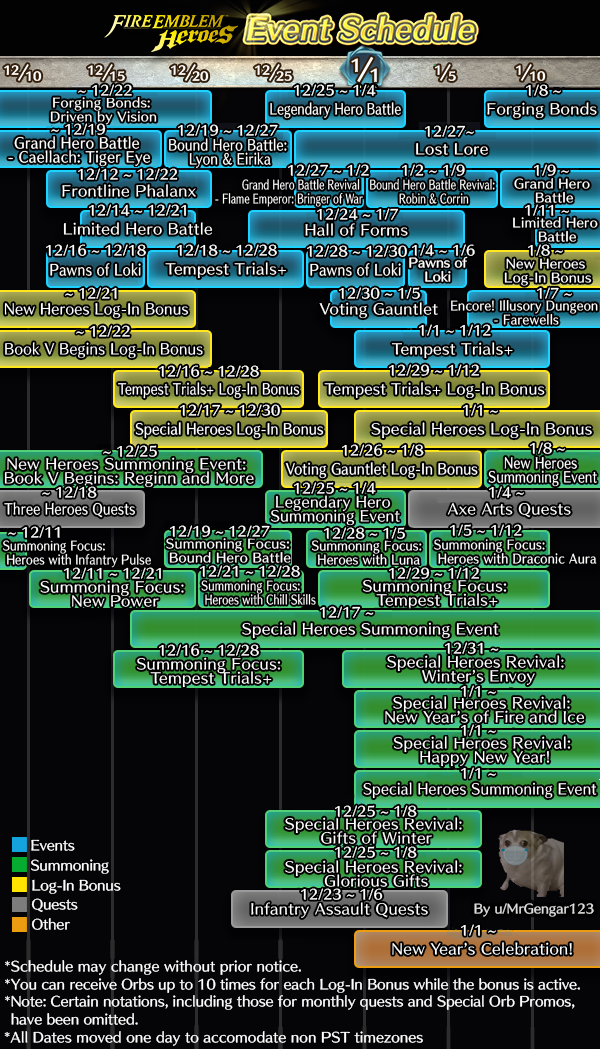 FIRE EMBLEM
Heroes
Event Schedule
12/10 12/15 12/20 12/25 1/1 1/5 1/10
~ 12/22
Forging Bonds:
Driven by Vision
12/25 ~ 1/4
Legendary Hero Battle
1/8 ~
Forging Bonds
~ 12/19
Grand Hero Battle
- Caellach: Tiger Eye
12/19 ~ 12/27
Bound Hero Battle:
Lyon & Eirika
12/27~
Lost Lore
12/12 ~ 12/22
Frontline Phalanx
12/27 ~ 1/2
Grand Hero Battle Revival
- Flame Emperor: Bringer of War
1/2 ~ 1/9
Bound Hero Battle Revival:
Robin & Corrin
1/9 ~
Grand Hero
Battle
12/14 ~ 12/21
Limited Hero Battle
12/24 ~ 1/7
Hall of Forms
1/11 ~
Limited Hero
Battle
12/16 ~ 12/18
Pawns of Loki
12/18 ~ 12/28
Tempest Trials+
12/28 ~ 12/30
Pawns of Loki
1/4 ~ 1/6
Pawns of
Loki
1/8 ~
New Heroes
Log-In Bonus
~ 12/21
New Heroes Log-In Bonus
12/30 ~ 1/5
Voting Gauntlet
1/7 ~
Encore! Illusory Dungeon
- Farewells
~ 12/22
Book V Begins Log-In Bonus
1/1 ~ 1/12
Tempest Trials+
12/16 ~ 12/28
Tempest Trials+ Log-In Bonus
12/29 ~ 1/12
Tempest Trials+ Log-In Bonus
12/17 ~ 12/30
Special Heroes Log-In Bonus
1/1 ~
Special Heroes Log-In Bonus
~ 12/25
New Heroes Summoning Event:
Book V Begins: Reginn and More
12/26 ~ 1/8
Voting Gauntlet Log-In Bonus
1/8 ~
New Heroes
Summoning Event
~ 12/18
Three Heroes Quests
12/25 ~ 1/4
Legendary Hero
Summoning Event
1/4 ~
Axe Arts Quests
~ 12/11
Summoning Focus:
Heroes with Infantry Pulse
12/19 ~ 12/27
Summoning Focus:
Bound Hero Battle
12/28 ~ 1/5
Summoning Focus:
Heroes with Luna
1/5 ~ 1/12
Summoning Focus:
Heroes with Draconic Aura
12/11 ~ 12/21
Summoning Focus:
New Power
12/21 ~ 12/28
Summoning Focus:
Heroes with Chill Skills
12/29 ~ 1/12
Summoning Focus:
Tempest Trials+
12/17 ~
Special Heroes Summoning Event
12/16 ~ 12/28
Summoning Focus:
Tempest Trials+
12/31 ~
Special Heroes Revival:
Winter's Envoy
1/1 ~
Special Heroes Revival:
New Year's of Fire and Ice
1/1 ~
Special Heroes Revival:
Happy New Year!
1/1 ~
Special Heroes Summoning Event
12/25 ~ 1/8
Special Heroes Revival:
Gifts of Winter
12/25 ~ 1/8
Special Heroes Revival:
Glorious Gifts
12/23 ~ 1/6
Infantry Assault Quests
1/1 ~
New Year's Celebration!
Events
Summoning
Log-In Bonus
Quests
Other
By u/MrGengar123
*Schedule may change without prior notice.
*You can receive Orbs up to 10 times for each Log-In Bonus while the bonus is active.
*Note: Certain notations, including those for monthly quests and Special Orb Promos,
have been omitted.
*All Dates moved one day to accomodate non PST timezones